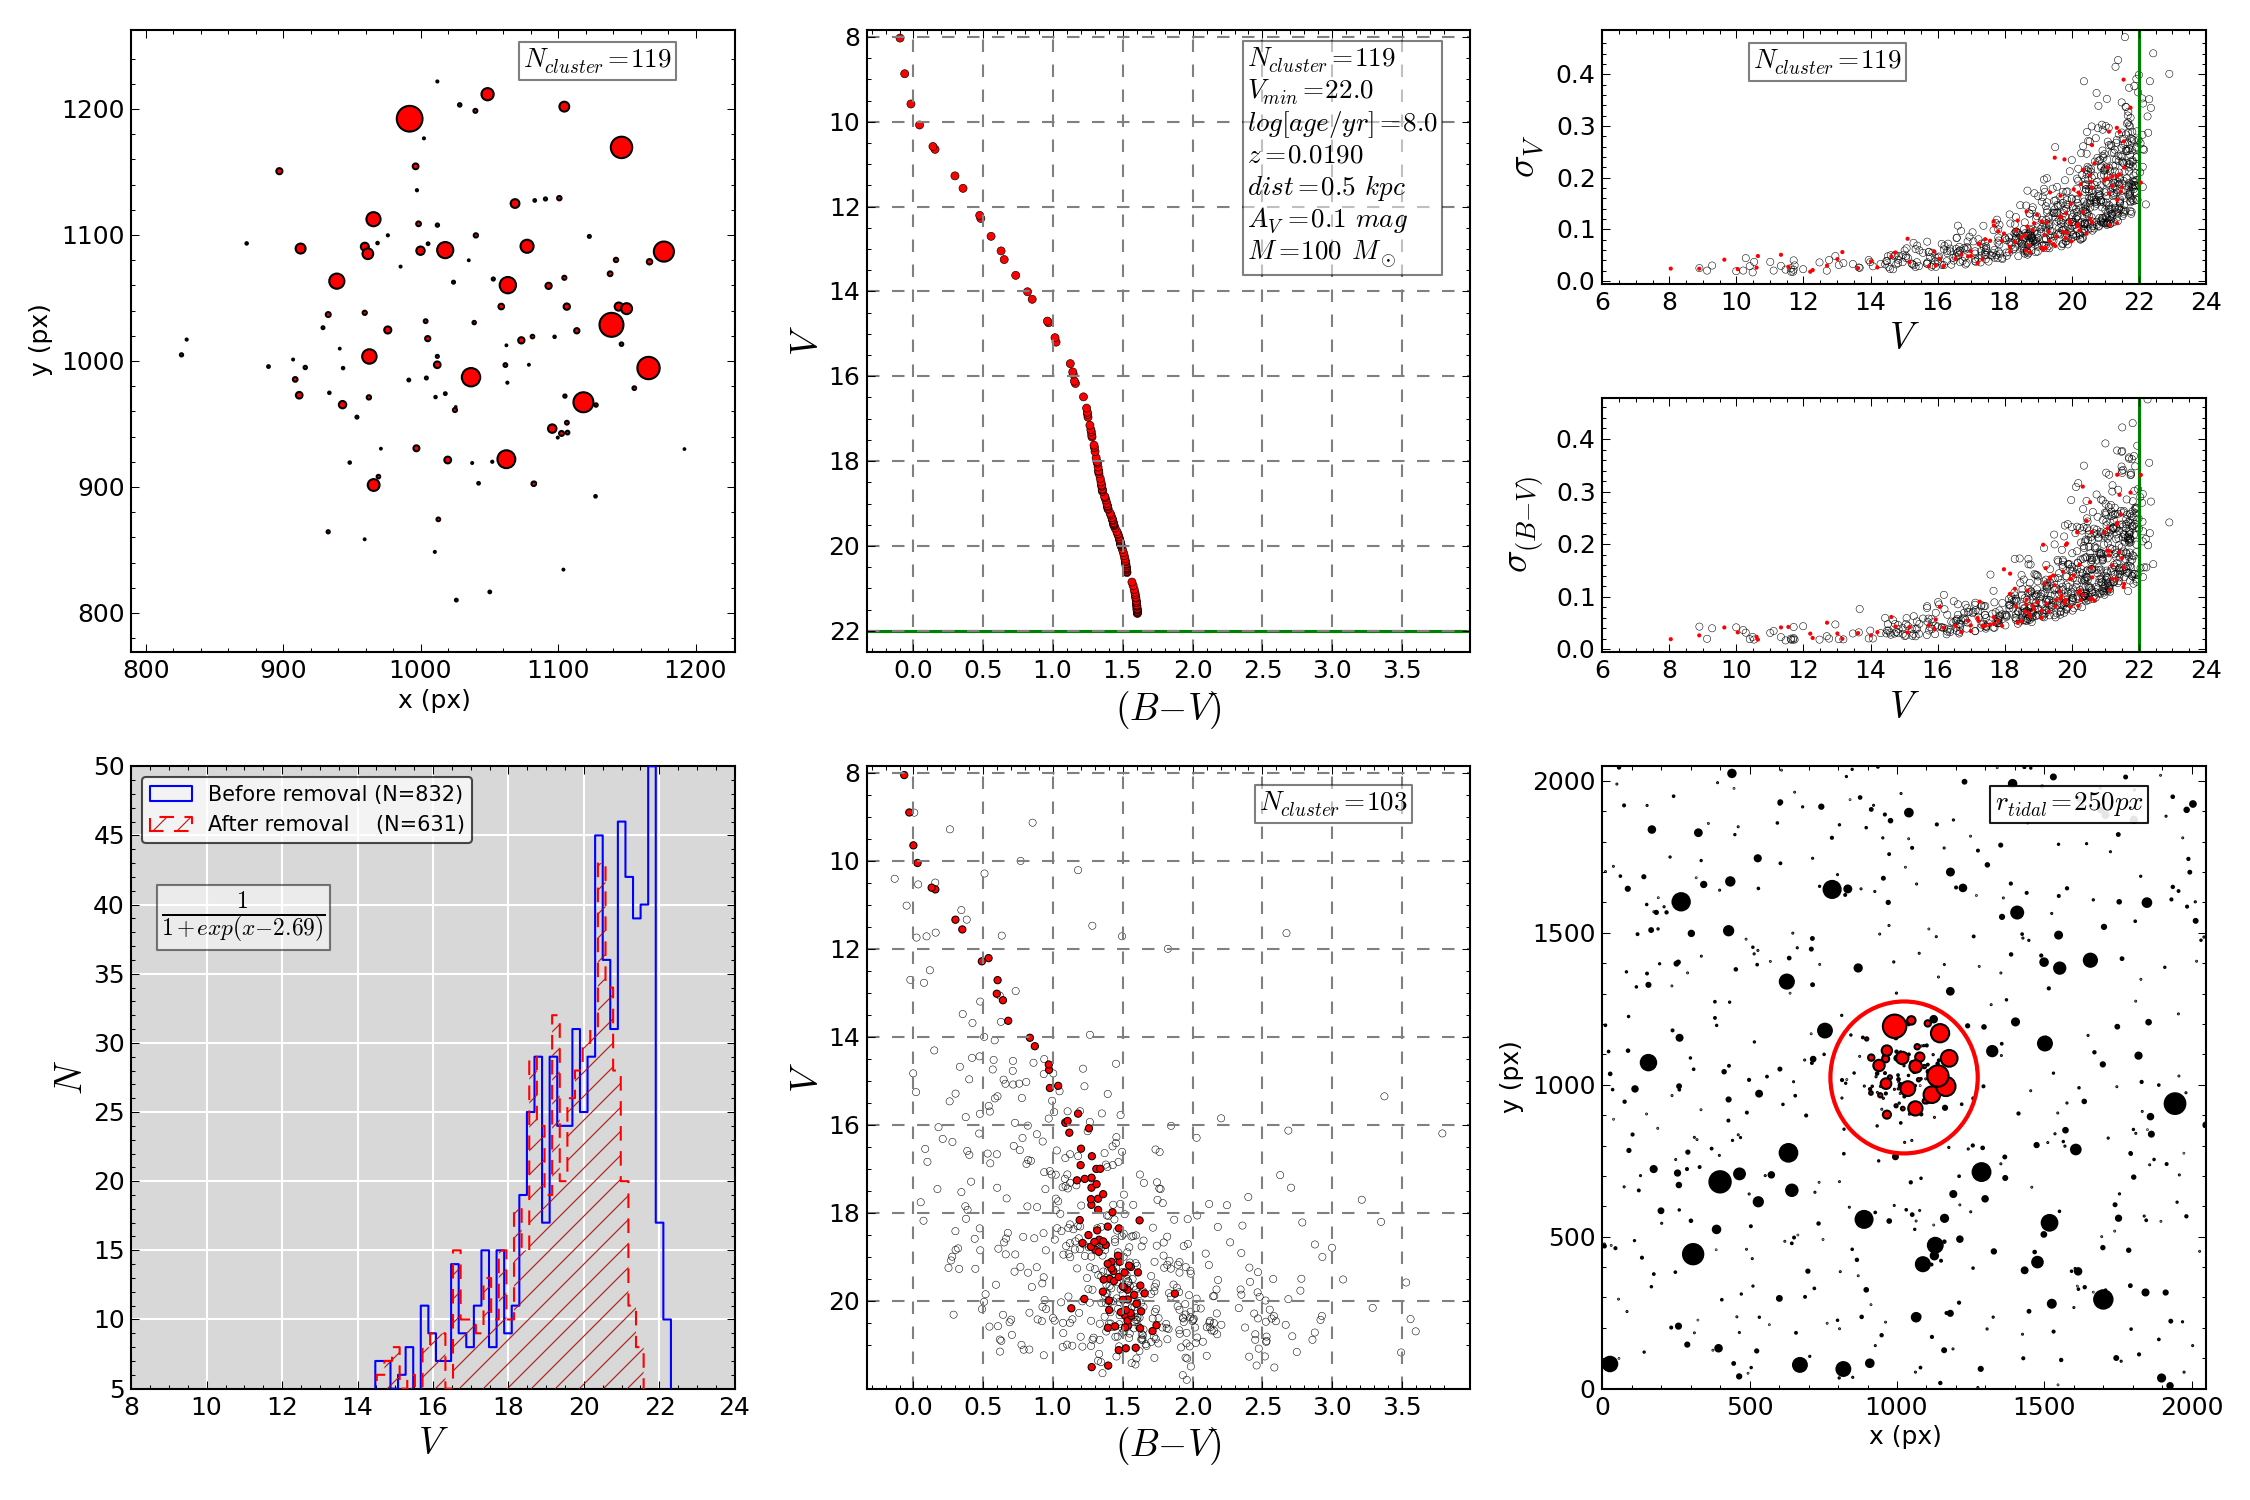 N_cluster=119
y (px)
1200
1100
1000
900
800
800 900 1000 1100 1200
x (px)
N_cluster=119
V_min=22.0
log[age/yr]=8.0
z=0.0190
dist=0.5 kpc
A_V=0.1 mag
M=100 M_⊙
V
8
10
12
14
16
18
20
22
0.0 0.5 1.0 1.5 2.0 2.5 3.0 3.5
(B−V)
N_cluster=119
σ_V
0.4
0.3
0.2
0.1
0.0
6 8 10 12 14 16 18 20 22 24
V
σ_(B−V)
0.4
0.3
0.2
0.1
0.0
6 8 10 12 14 16 18 20 22 24
V
Before removal (N=832)
After removal (N=631)
1
1+exp(x−2.69)
N
50
45
40
35
30
25
20
15
10
5
8 10 12 14 16 18 20 22 24
V
N_cluster=103
V
8
10
12
14
16
18
20
0.0 0.5 1.0 1.5 2.0 2.5 3.0 3.5
(B−V)
r_tidal=250px
y (px)
2000
1500
1000
500
0
0 500 1000 1500 2000
x (px)